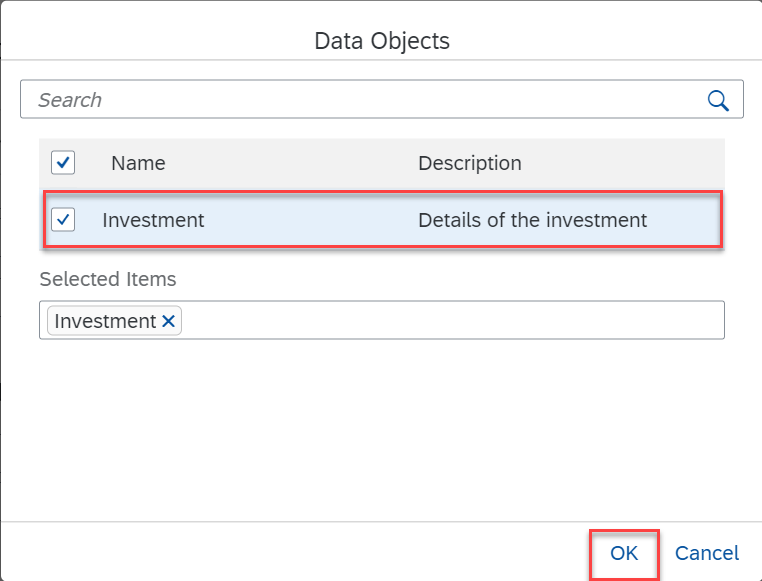 Data Objects
Search
Name Description
Investment Details of the investment
Selected Items
Investment
OK Cancel